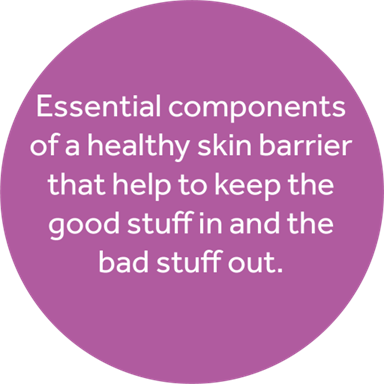 Essential components
of a healthy skin barrier
that help to keep the
good stuff in and the
bad stuff out.